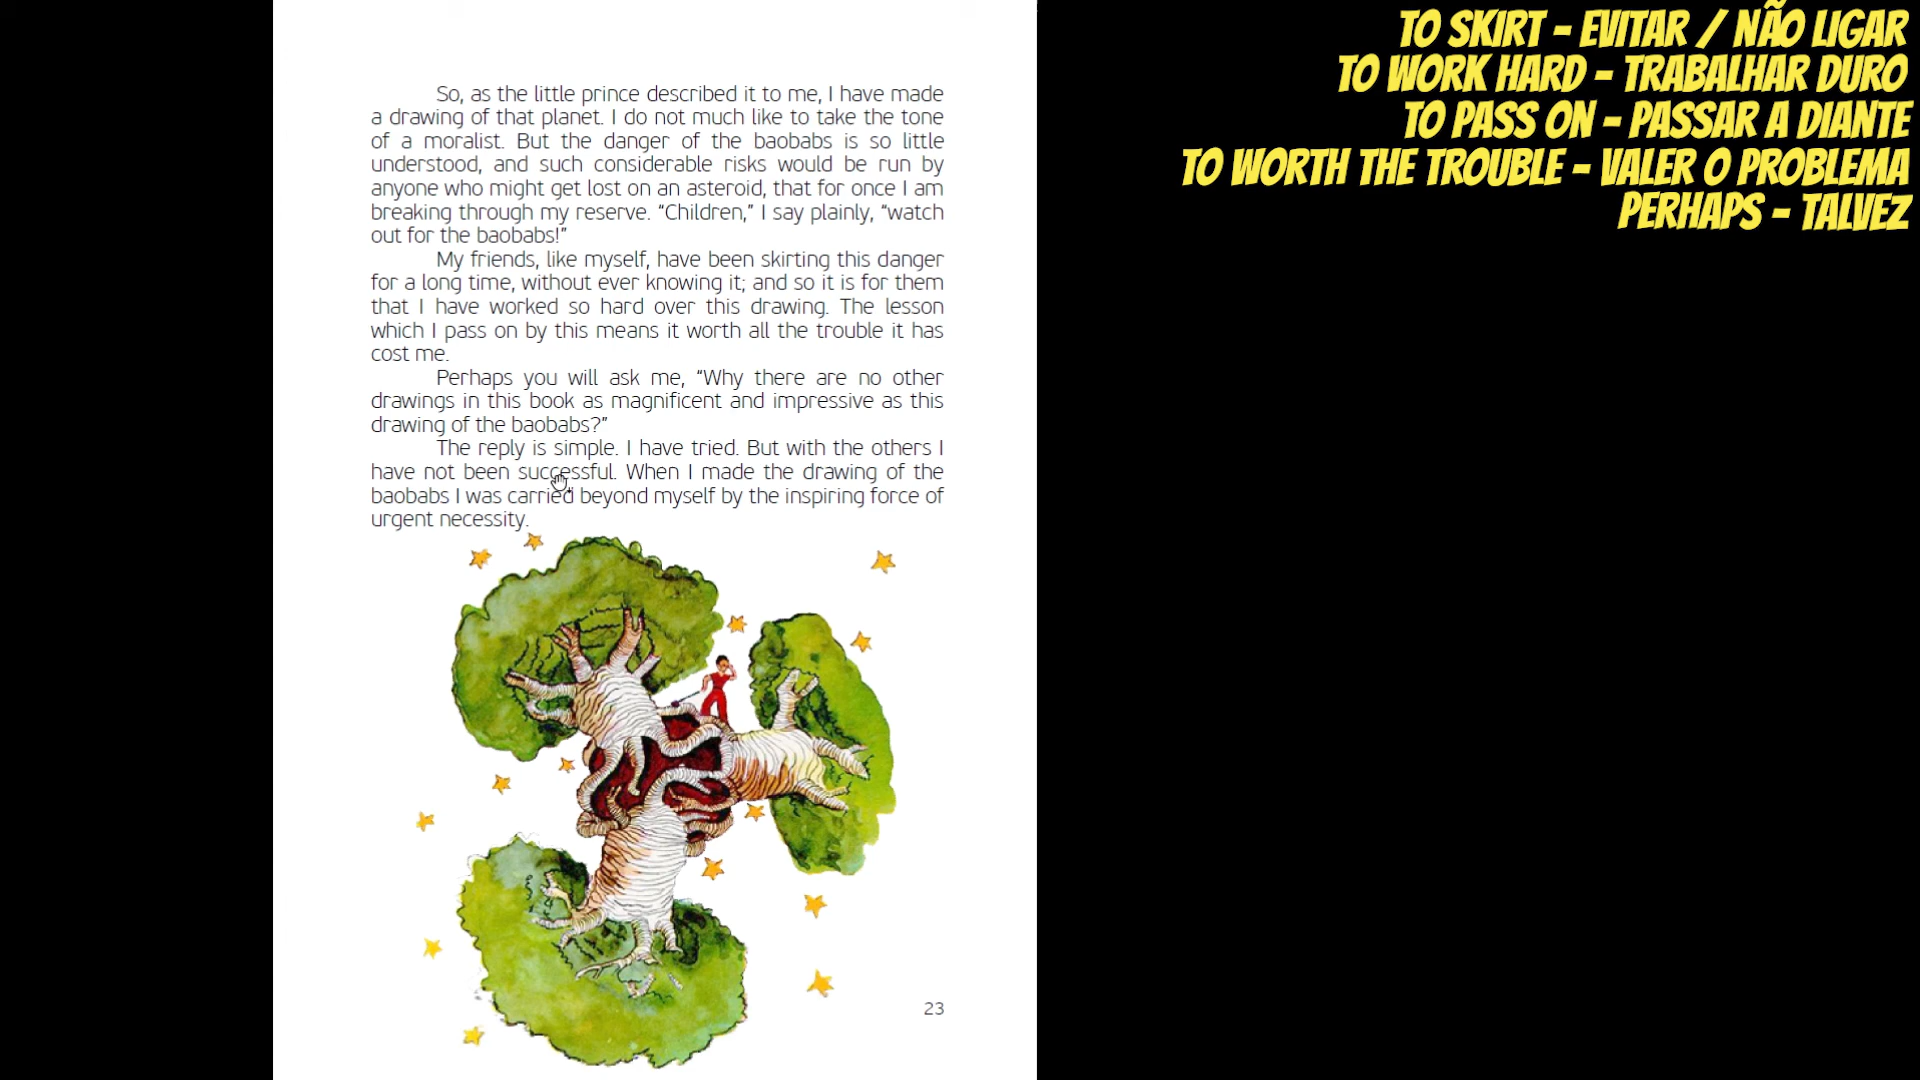 So, as the little prince described it to me, I have made
a drawing of that planet. I do not much like to take the tone
of a moralist. But the danger of the baobabs is so little
understood, and such considerable risks would be run by
anyone who might get lost on an asteroid, that for once I am
breaking through my reserve. “Children,” I say plainly, “watch
out for the baobabs!”
My friends, like myself, have been skirting this danger
for a long time, without ever knowing it; and so it is for them
that I have worked so hard over this drawing. The lesson
which I pass on by this means it worth all the trouble it has
cost me.
Perhaps you will ask me, “Why there are no other
drawings in this book as magnificent and impressive as this
drawing of the baobabs?”
The reply is simple. I have tried. But with the others I
have not been successful. When I made the drawing of the
baobabs I was carried beyond myself by the inspiring force of
urgent necessity.
23
TO SKIRT - EVITAR / NÃO LIGAR
TO WORK HARD - TRABALHAR DURO
TO PASS ON - PASSAR A DIANTE
TO WORTH THE TROUBLE - VALER O PROBLEMA
PERHAPS - TALVEZ